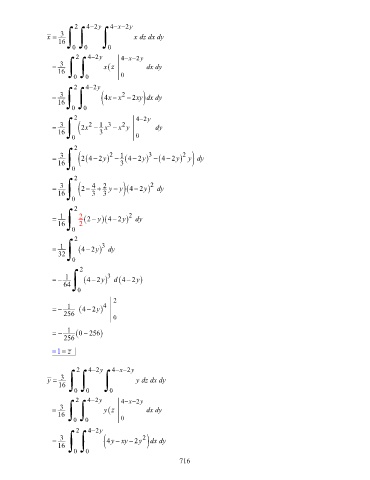 x̄ = 3/16 ∫₀² ∫₀^(4−2y) ∫₀^(4−x−2y) x dz dx dy
= 3/16 ∫₀² ∫₀^(4−2y) x(z |₀^(4−x−2y) dx dy
= 3/16 ∫₀² ∫₀^(4−2y) (4x − x² − 2xy) dx dy
= 3/16 ∫₀² (2x² − 1/3 x³ − x²y |₀^(4−2y) dy
= 3/16 ∫₀² (2(4−2y)² − 1/3 (4−2y)³ − (4−2y)² y) dy
= 3/16 ∫₀² (2 − 4/3 + 2/3 y − y)(4−2y)² dy
= 1/16 ∫₀² 2/2 (2−y)(4−2y)² dy
= 1/32 ∫₀² (4−2y)³ dy
= − 1/64 ∫₀² (4−2y)³ d(4−2y)
= − 1/256 (4−2y)⁴ |₀²
= − 1/256 (0 − 256)
= 1 = z̄
ȳ = 3/16 ∫₀² ∫₀^(4−2y) ∫₀^(4−x−2y) y dz dx dy
= 3/16 ∫₀² ∫₀^(4−2y) y(z |₀^(4−x−2y) dx dy
= 3/16 ∫₀² ∫₀^(4−2y) (4y − xy − 2y²) dx dy
716